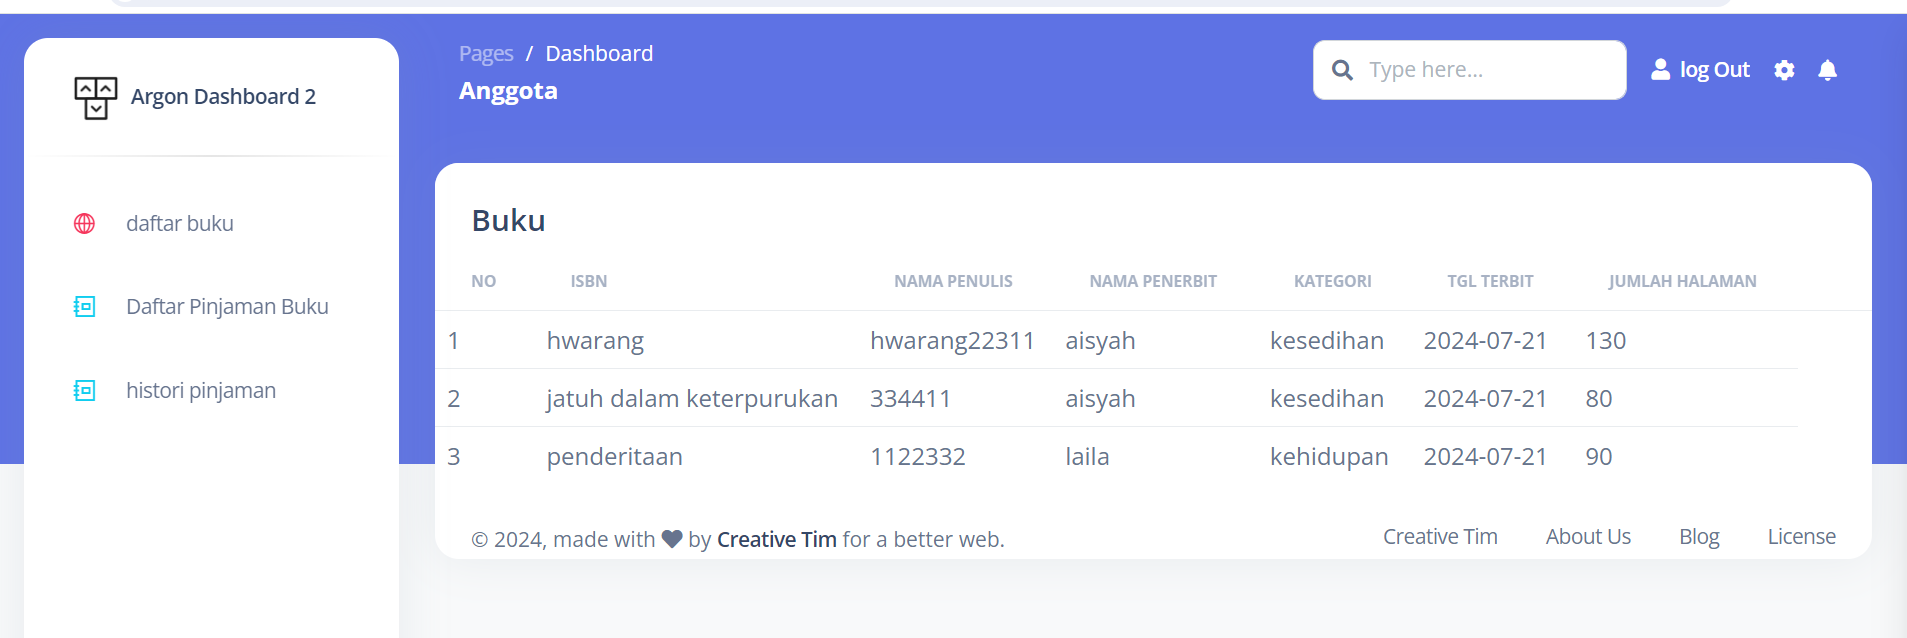 Argon Dashboard 2
daftar buku
Daftar Pinjaman Buku
histori pinjaman
Pages / Dashboard
Anggota
Type here...
log Out
Buku
NO ISBN NAMA PENULIS NAMA PENERBIT KATEGORI TGL TERBIT JUMLAH HALAMAN
1 hwarang hwarang22311 aisyah kesedihan 2024-07-21 130
2 jatuh dalam keterpurukan 334411 aisyah kesedihan 2024-07-21 80
3 penderitaan 1122332 laila kehidupan 2024-07-21 90
© 2024, made with by Creative Tim for a better web.
Creative Tim About Us Blog License